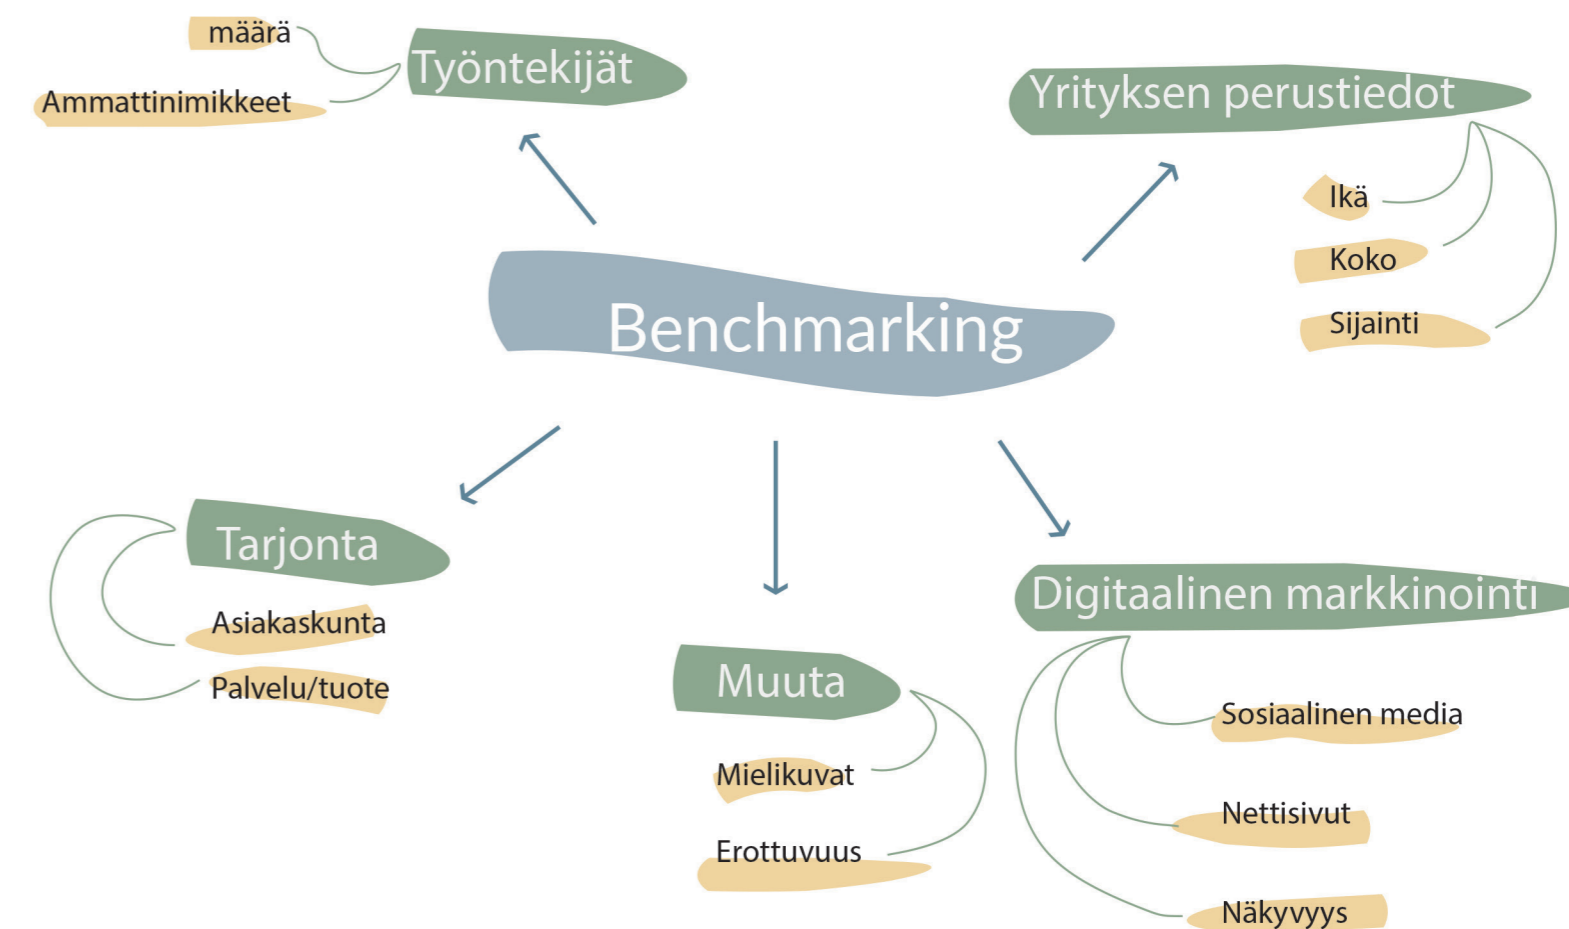 määrä
Työntekijät
Ammattinimikkeet
Yrityksen perustiedot
Ikä
Koko
Sijainti
Benchmarking
Tarjonta
Asiakaskunta
Palvelu/tuote
Muuta
Mielikuvat
Erottuvuus
Digitaalinen markkinointi
Sosiaalinen media
Nettisivut
Näkyvyys